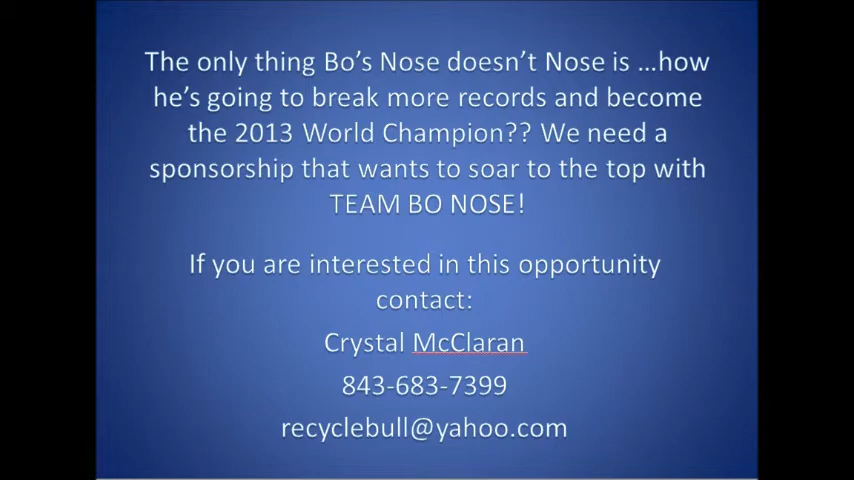 The only thing Bo’s Nose doesn’t Nose is …how
he’s going to break more records and become
the 2013 World Champion?? We need a
sponsorship that wants to soar to the top with
TEAM BO NOSE!
If you are interested in this opportunity
contact:
Crystal McClaran
843-683-7399
recyclebull@yahoo.com